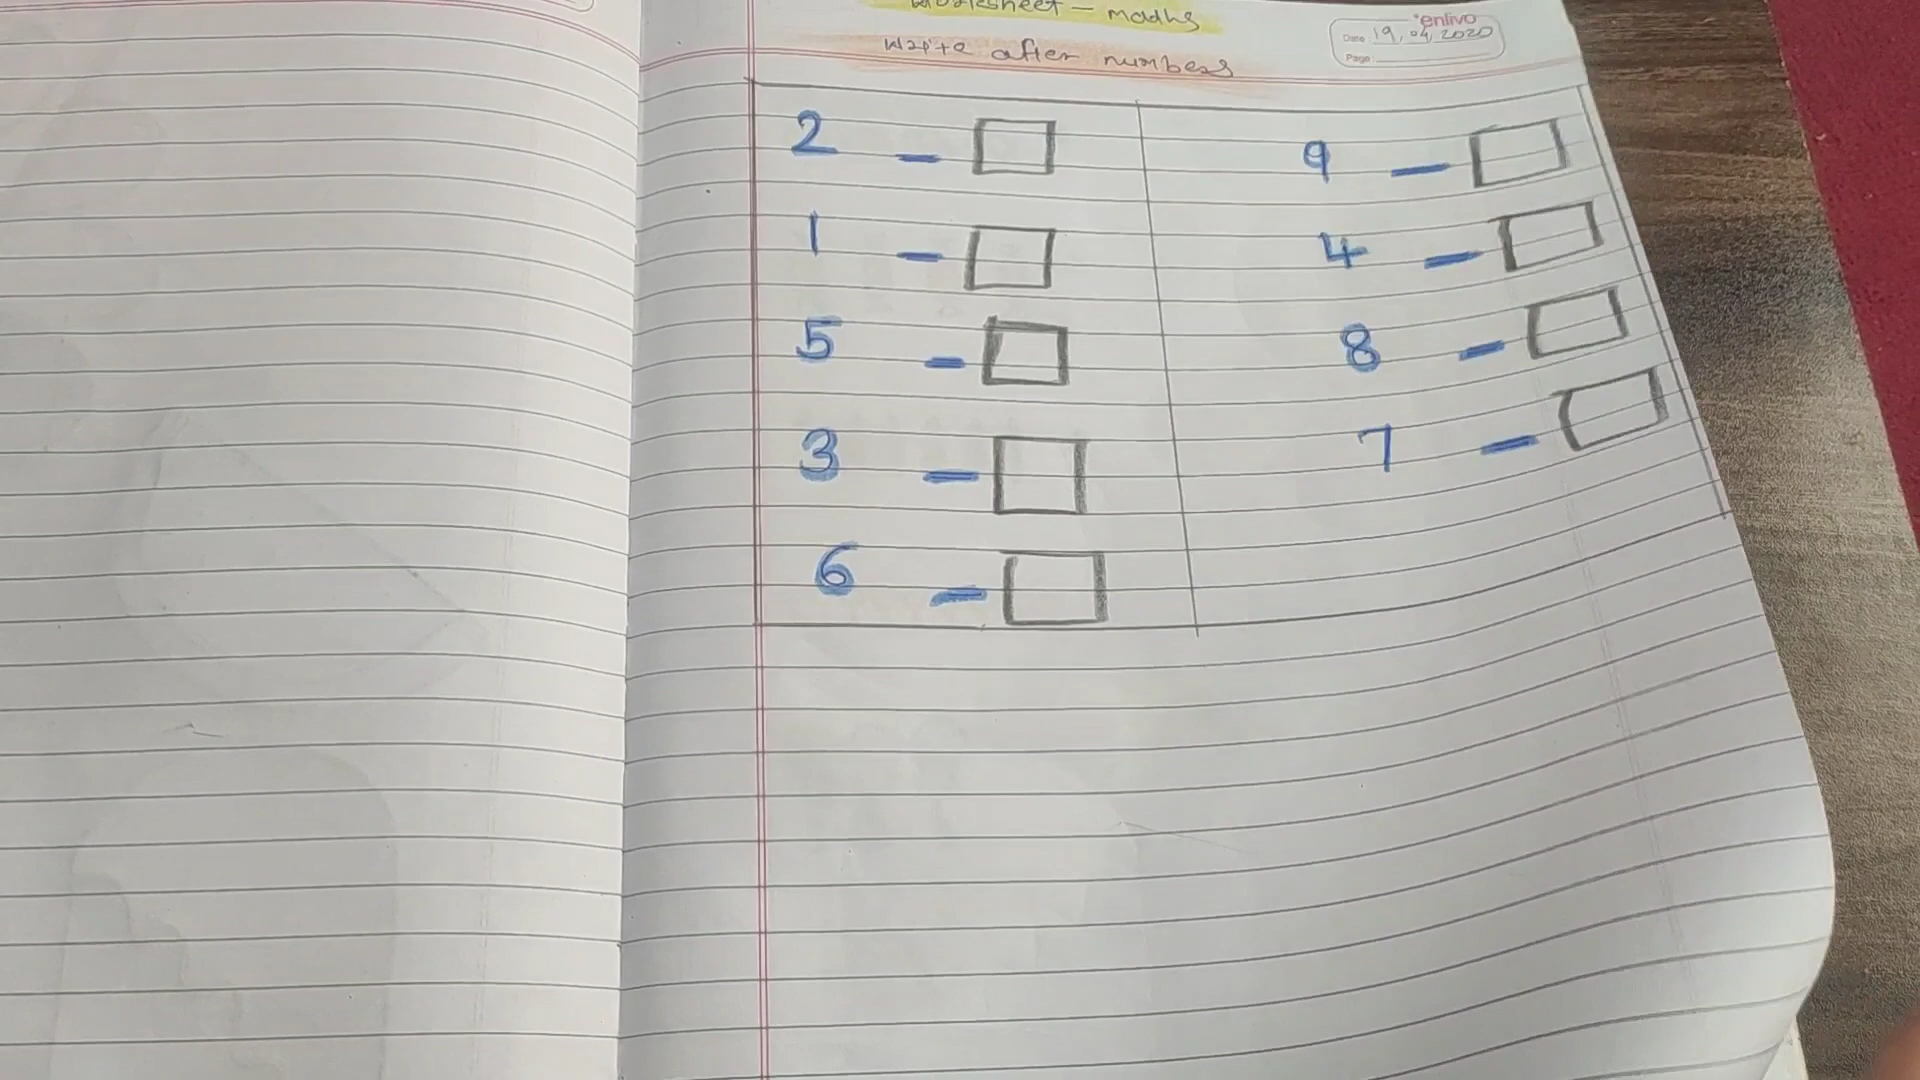 Worksheet - maths
enlivo
Date 19,04,2020
Page
Write after numbers
2 - 
1 - 
5 - 
3 - 
6 - 
9 - 
4 - 
8 - 
7 -